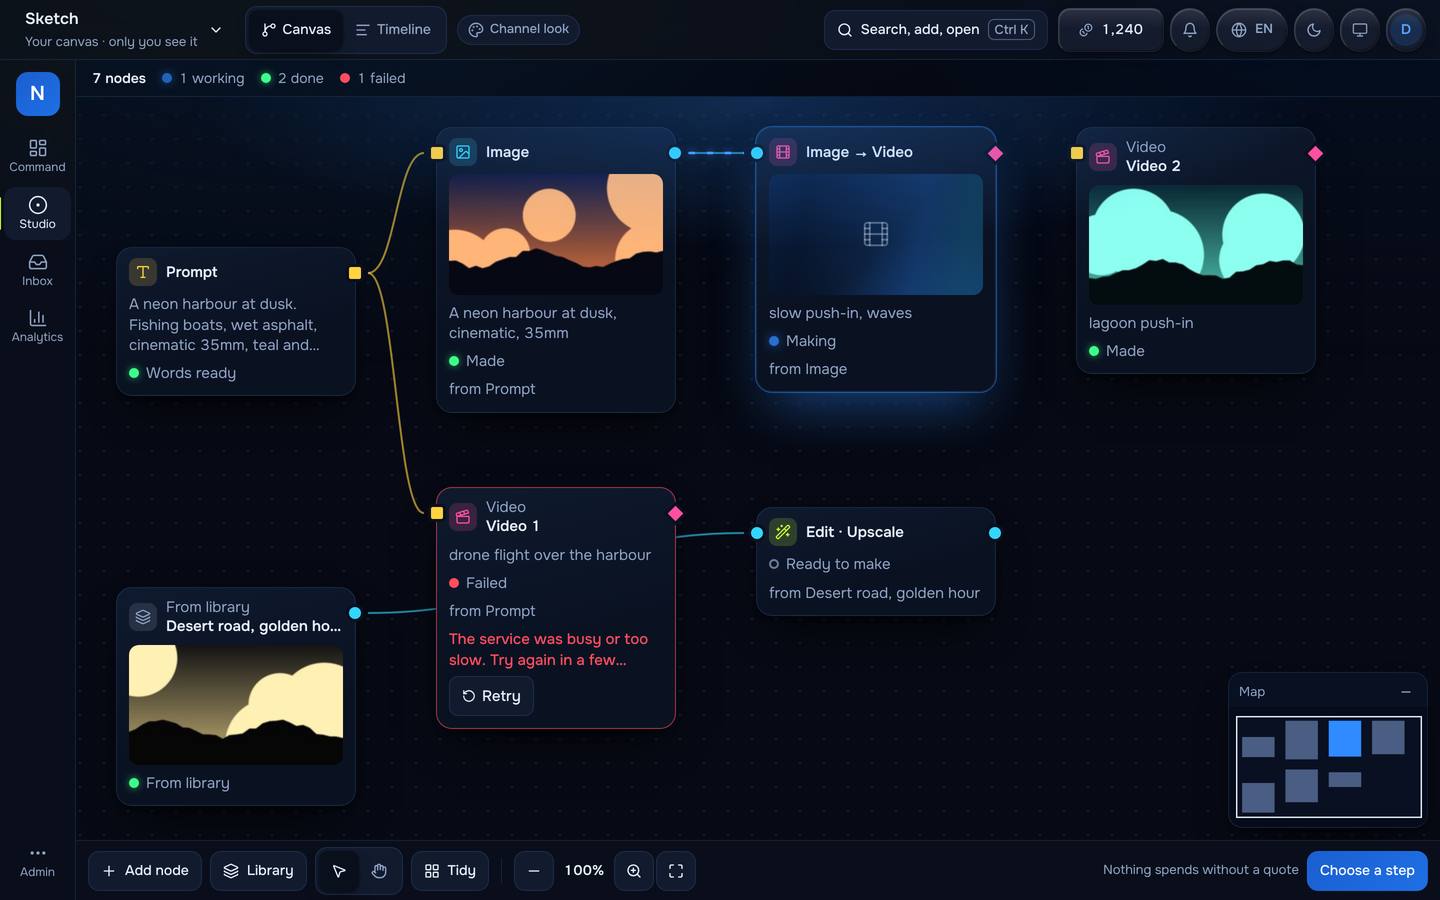 Sketch
Your canvas · only you see it
Canvas
Timeline
Channel look
Search, add, open
Ctrl K
1,240
EN
D
7 nodes
1 working
2 done
1 failed
N
Command
Studio
Inbox
Analytics
Admin
Prompt
A neon harbour at dusk.
Fishing boats, wet asphalt,
cinematic 35mm, teal and...
Words ready
Image
A neon harbour at dusk,
cinematic, 35mm
Made
from Prompt
Image → Video
slow push-in, waves
Making
from Image
Video
Video 2
lagoon push-in
Made
From library
Desert road, golden ho...
From library
Video
Video 1
drone flight over the harbour
Failed
from Prompt
The service was busy or too
slow. Try again in a few...
Retry
Edit · Upscale
Ready to make
from Desert road, golden hour
Map
Add node
Library
Tidy
100%
Nothing spends without a quote
Choose a step